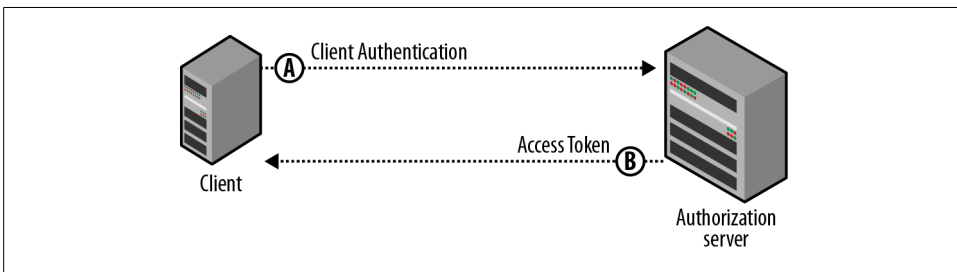 Client Authentication
A
Access Token
B
Client
Authorization
server